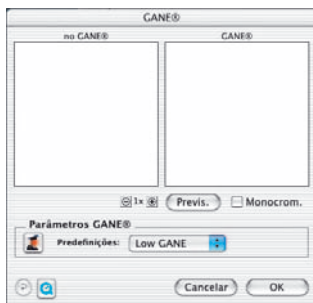 GANE®
no GANE® GANE®
1x Previs. Monocrom.
Parâmetros GANE®
Predefinições: Low GANE
Cancelar OK